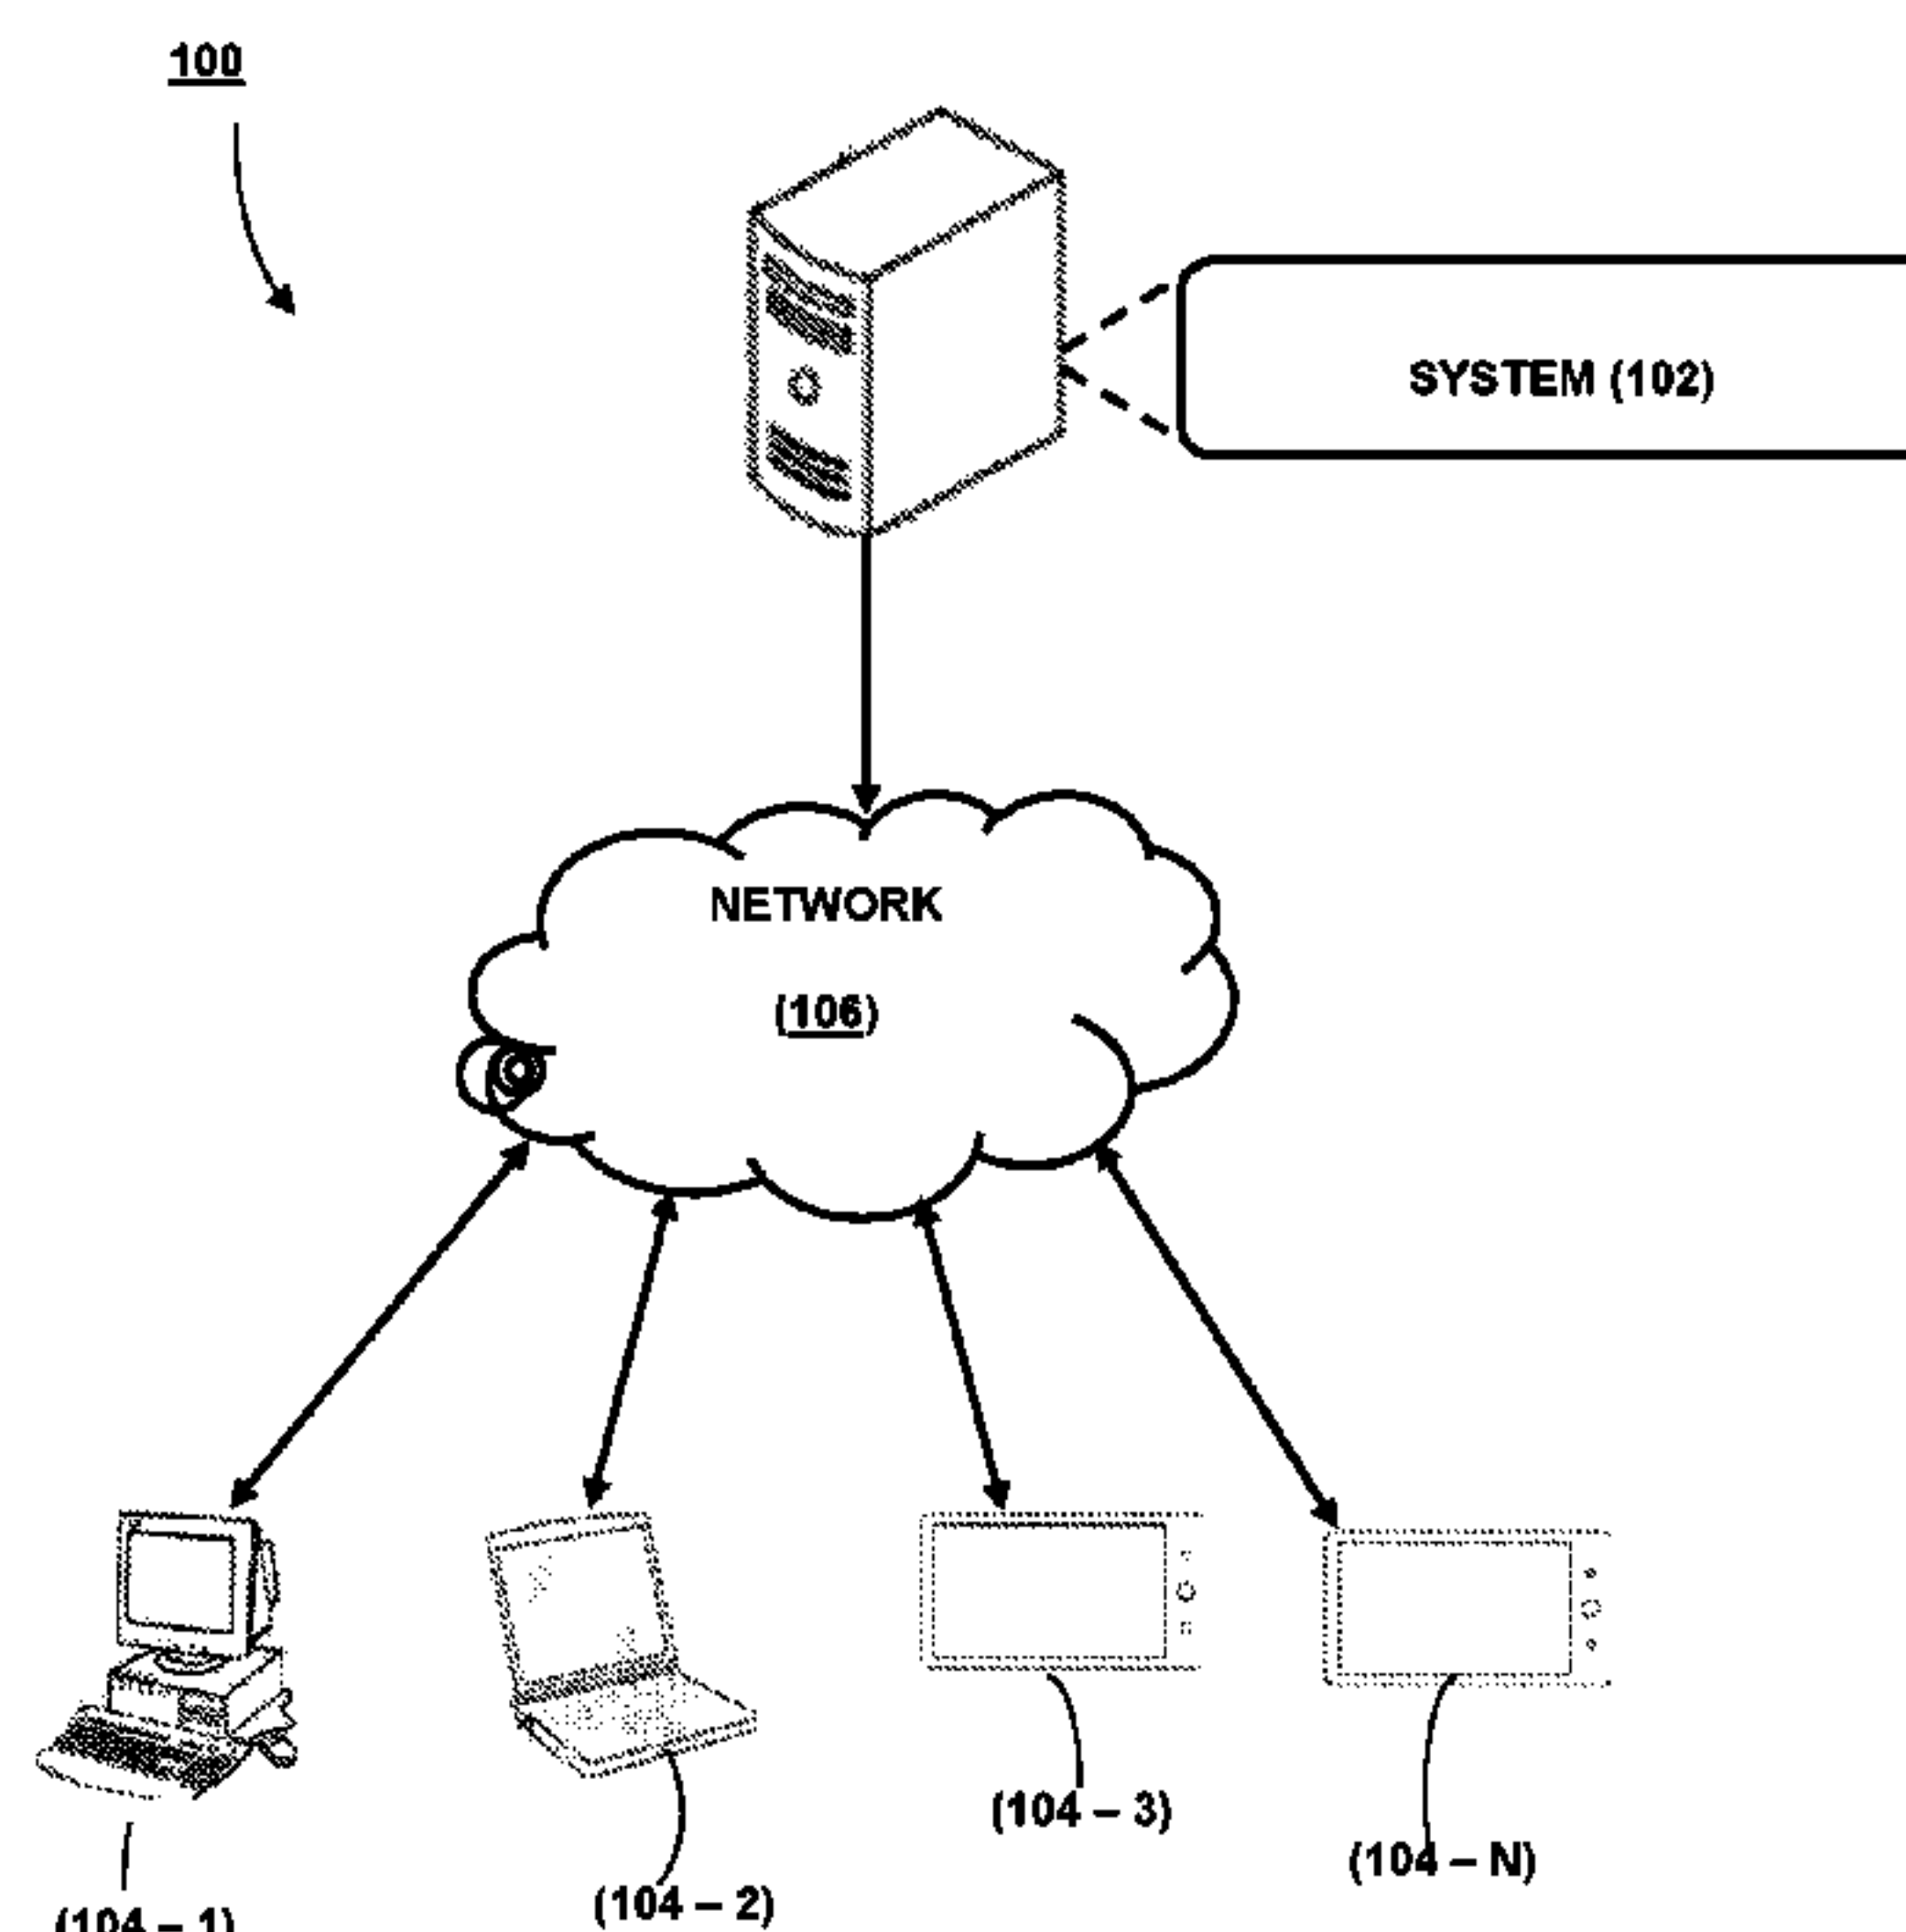 100
SYSTEM (102)
NETWORK
(106)
(104 – 3)
(104 – N)
(104 – 2)
(104 – 1)